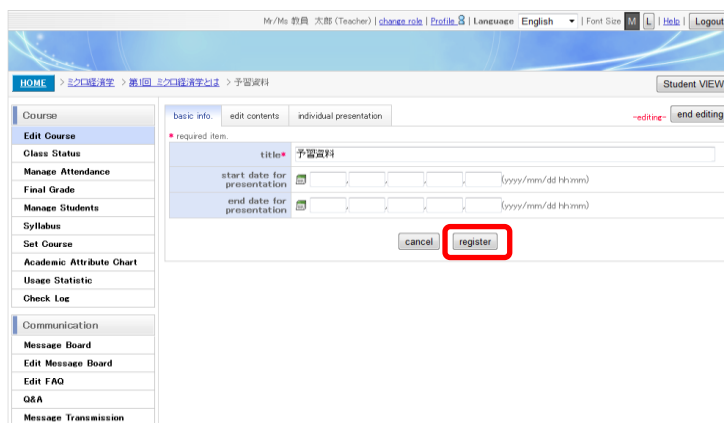 Mr/Ms 教員 太郎 (Teacher) | change role | Profile | Language English | Font Size M L | Help | Logout
HOME > ミクロ経済学 > 第1回 ミクロ経済学とは > 予習資料
Student VIEW
Course
Edit Course
Class Status
Manage Attendance
Final Grade
Manage Students
Syllabus
Set Course
Academic Attribute Chart
Usage Statistic
Check Log
Communication
Message Board
Edit Message Board
Edit FAQ
Q&A
Message Transmission
basic info. edit contents individual presentation
-editing- end editing
* required item.
title* 予習資料
start date for presentation (yyyy/mm/dd hh:mm)
end date for presentation (yyyy/mm/dd hh:mm)
cancel register